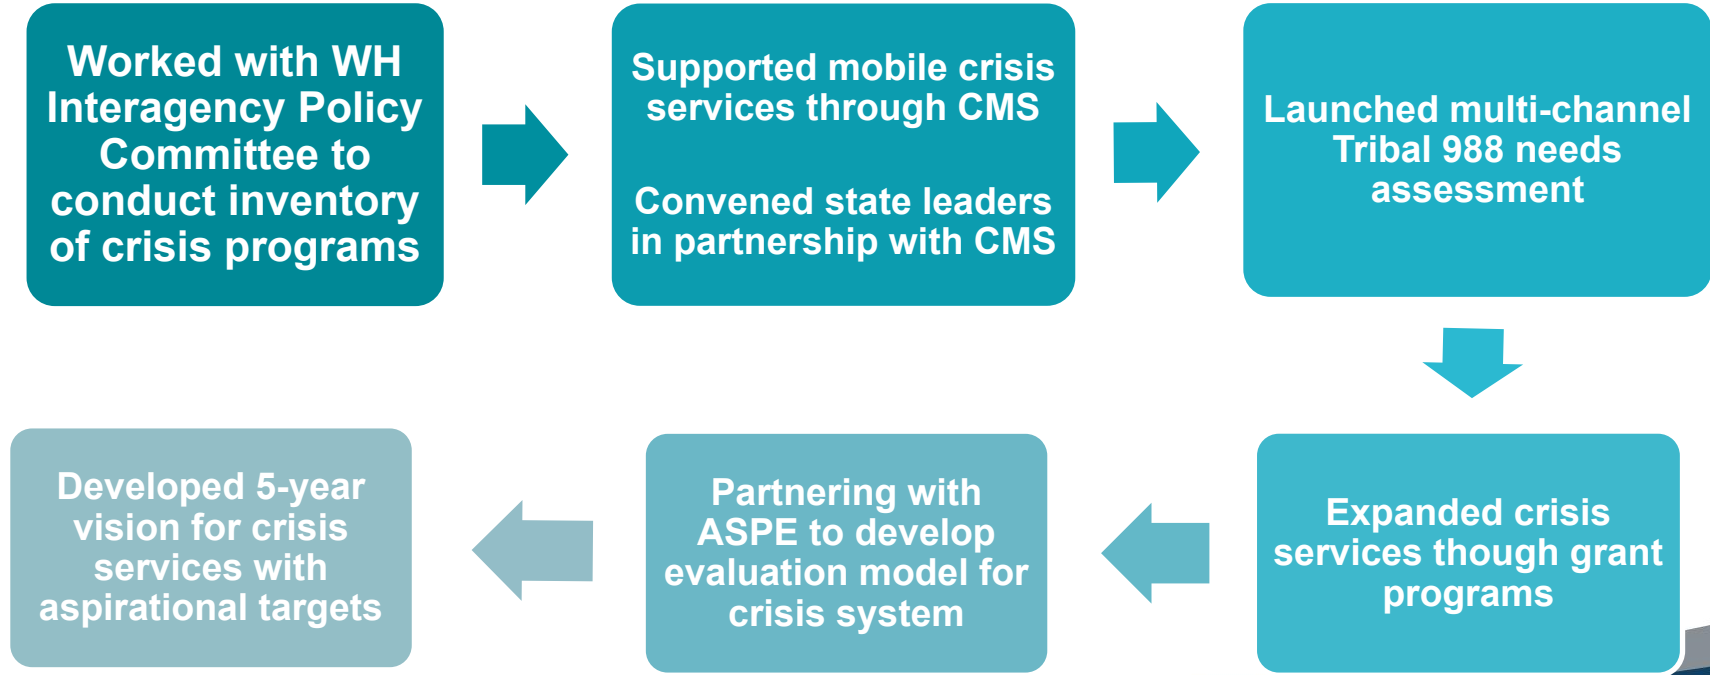 Worked with WH
Interagency Policy
Committee to
conduct inventory
of crisis programs
Supported mobile crisis
services through CMS
Convened state leaders
in partnership with CMS
Launched multi-channel
Tribal 988 needs
assessment
Expanded crisis
services though grant
programs
Partnering with
ASPE to develop
evaluation model for
crisis system
Developed 5-year
vision for crisis
services with
aspirational targets